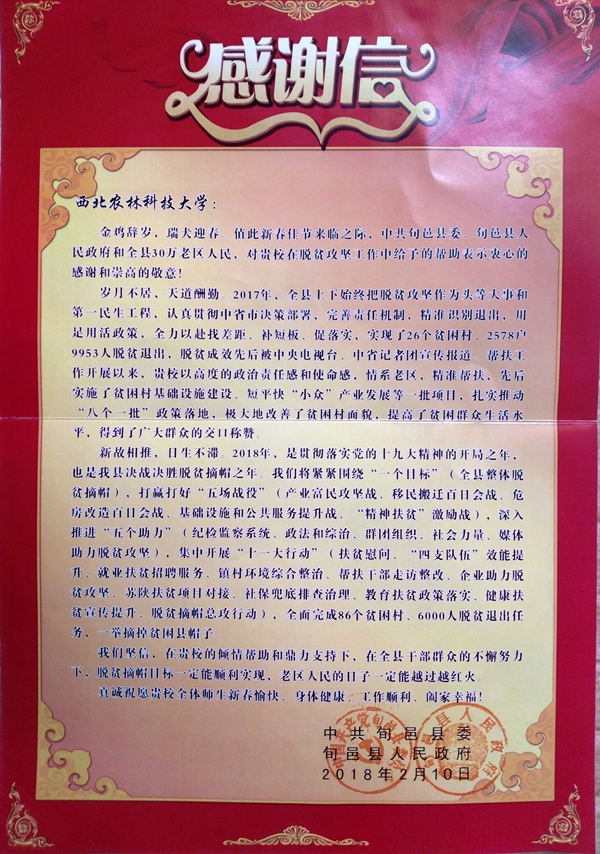 感谢信
西北农林科技大学：
金鸡辞岁，瑞犬迎春。值此新春佳节来临之际，中共旬邑县委、旬邑县人
民政府和全县30万老区人民，对贵校在脱贫攻坚工作中给予的帮助表示衷心的
感谢和崇高的敬意！
岁月不居，天道酬勤。2017年，全县上下始终把脱贫攻坚作为头等大事和
第一民生工程，认真贯彻中省市决策部署，完善责任机制，精准识别退出，用
足用活政策，全力以赴找差距、补短板、促落实，实现了26个贫困村、2578户
9953人脱贫退出，脱贫成效先后被中央电视台、中省记者团宣传报道。帮扶工
作开展以来，贵校以高度的政治责任感和使命感，情系老区，精准帮扶，先后
实施了贫困村基础设施建设、短平快“小众”产业发展等一批项目，扎实推动
“八个一批”政策落地，极大地改善了贫困村面貌，提高了贫困群众生活水
平，得到了广大群众的交口称赞。
新故相推，日生不滞。2018年，是贯彻落实党的十九大精神的开局之年，
也是我县决战决胜脱贫摘帽之年。我们将紧紧围绕“一个目标”（全县整体脱
贫摘帽），打赢打好“五场战役”（产业富民攻坚战、移民搬迁百日会战、危
房改造百日会战、基础设施和公共服务提升战、“精神扶贫”激励战），深入
推进“五个助力”（纪检监察系统、政法和综治、群团组织、社会力量、媒体
助力脱贫攻坚），集中开展“十一大行动”（扶贫慰问、“四支队伍”效能提
升、就业扶贫招聘服务、镇村环境综合整治、帮扶干部走访整改、企业助力脱
贫攻坚、苏陕扶贫项目对接、社保兜底排查治理、教育扶贫政策落实、健康扶
贫宣传提升、脱贫摘帽总攻行动），全面完成86个贫困村、6000人脱贫退出任
务，一举摘掉贫困县帽子。
我们坚信，在贵校的倾情帮助和鼎力支持下，在全县干部群众的不懈努力
下，脱贫摘帽目标一定能顺利实现，老区人民的日子一定能越过越红火。
真诚祝愿贵校全体师生新春愉快、身体健康、工作顺利、阖家幸福！
中共旬邑县委
旬邑县人民政府
2018年2月10日